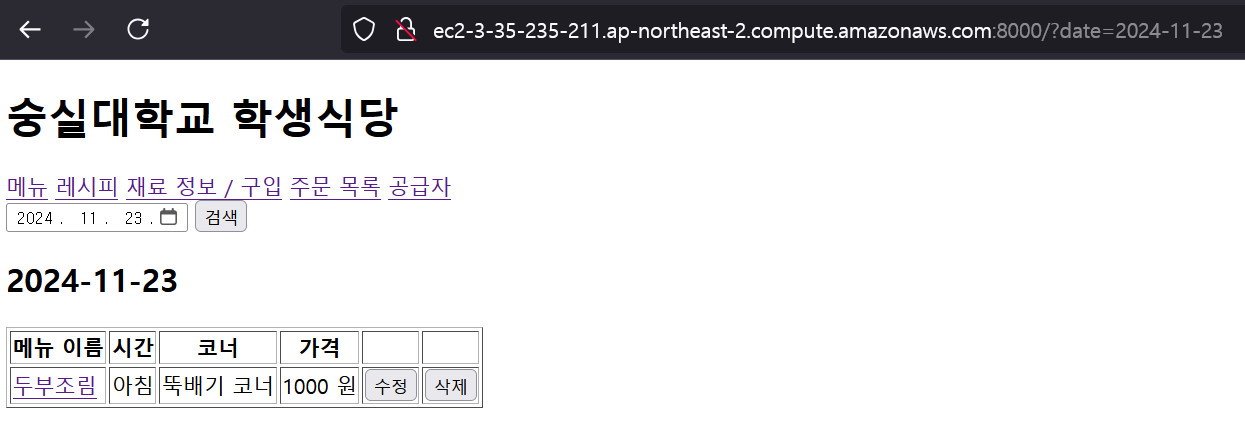 ec2-3-35-235-211.ap-northeast-2.compute.amazonaws.com:8000/?date=2024-11-23
숭실대학교 학생식당
메뉴 레시피 재료 정보 / 구입 주문 목록 공급자
2024. 11. 23. 검색
2024-11-23
메뉴 이름 시간 코너 가격
두부조림 아침 뚝배기 코너 1000 원 수정 삭제